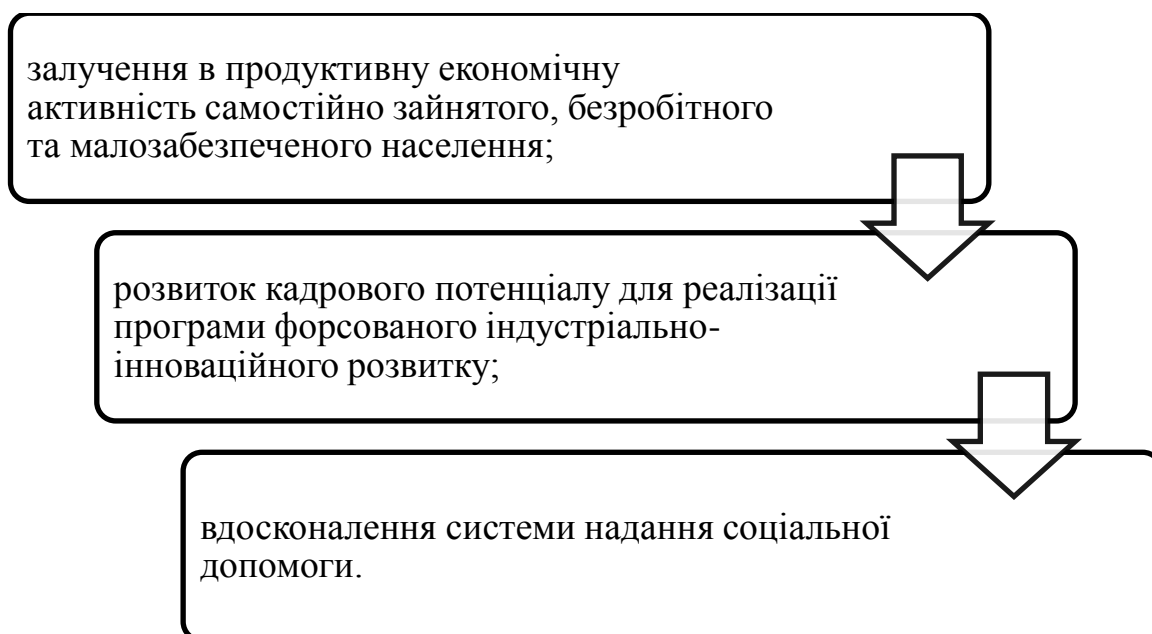 залучення в продуктивну економічну
активність самостійно зайнятого, безробітного
та малозабезпеченого населення;
розвиток кадрового потенціалу для реалізації
програми форсованого індустріально-
інноваційного розвитку;
вдосконалення системи надання соціальної
допомоги.